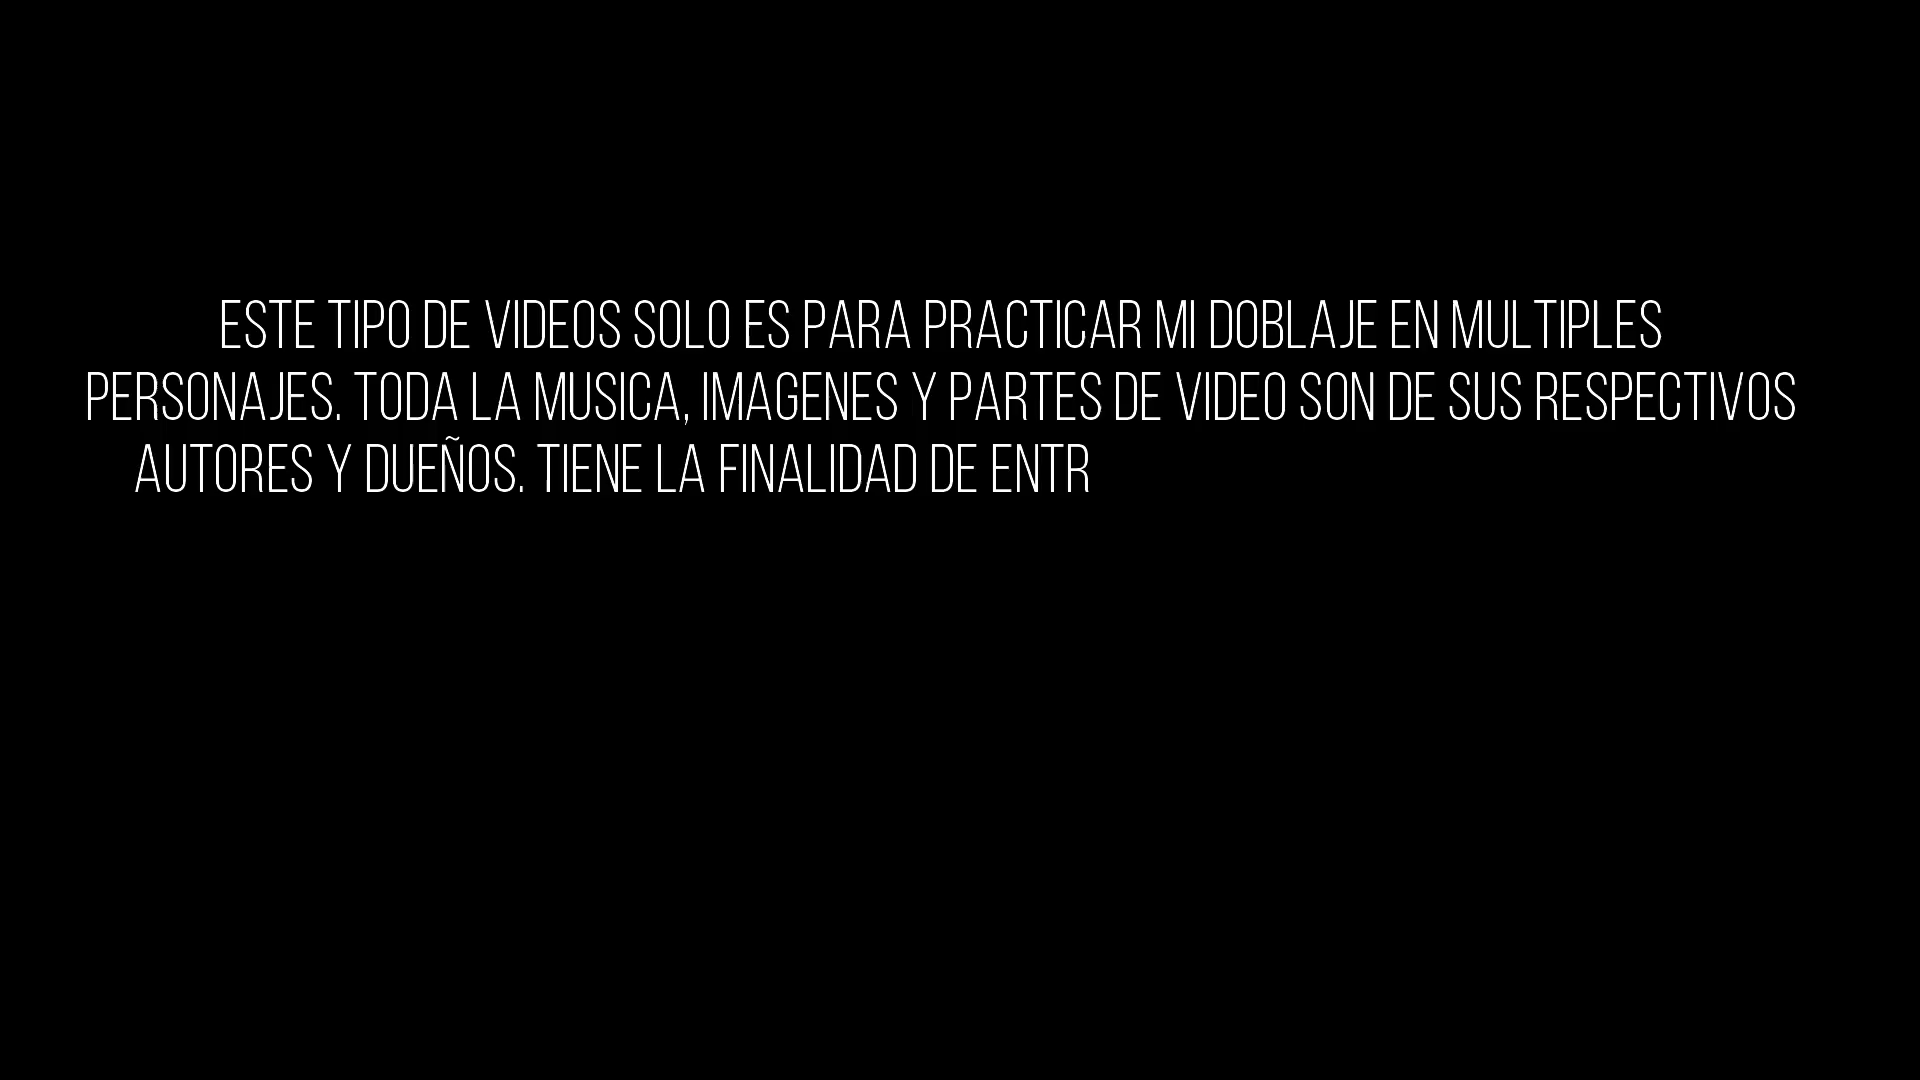 ESTE TIPO DE VIDEOS SOLO ES PARA PRACTICAR MI DOBLAJE EN MULTIPLES
PERSONAJES. TODA LA MUSICA, IMAGENES Y PARTES DE VIDEO SON DE SUS RESPECTIVOS
AUTORES Y DUEÑOS. TIENE LA FINALIDAD DE ENTR